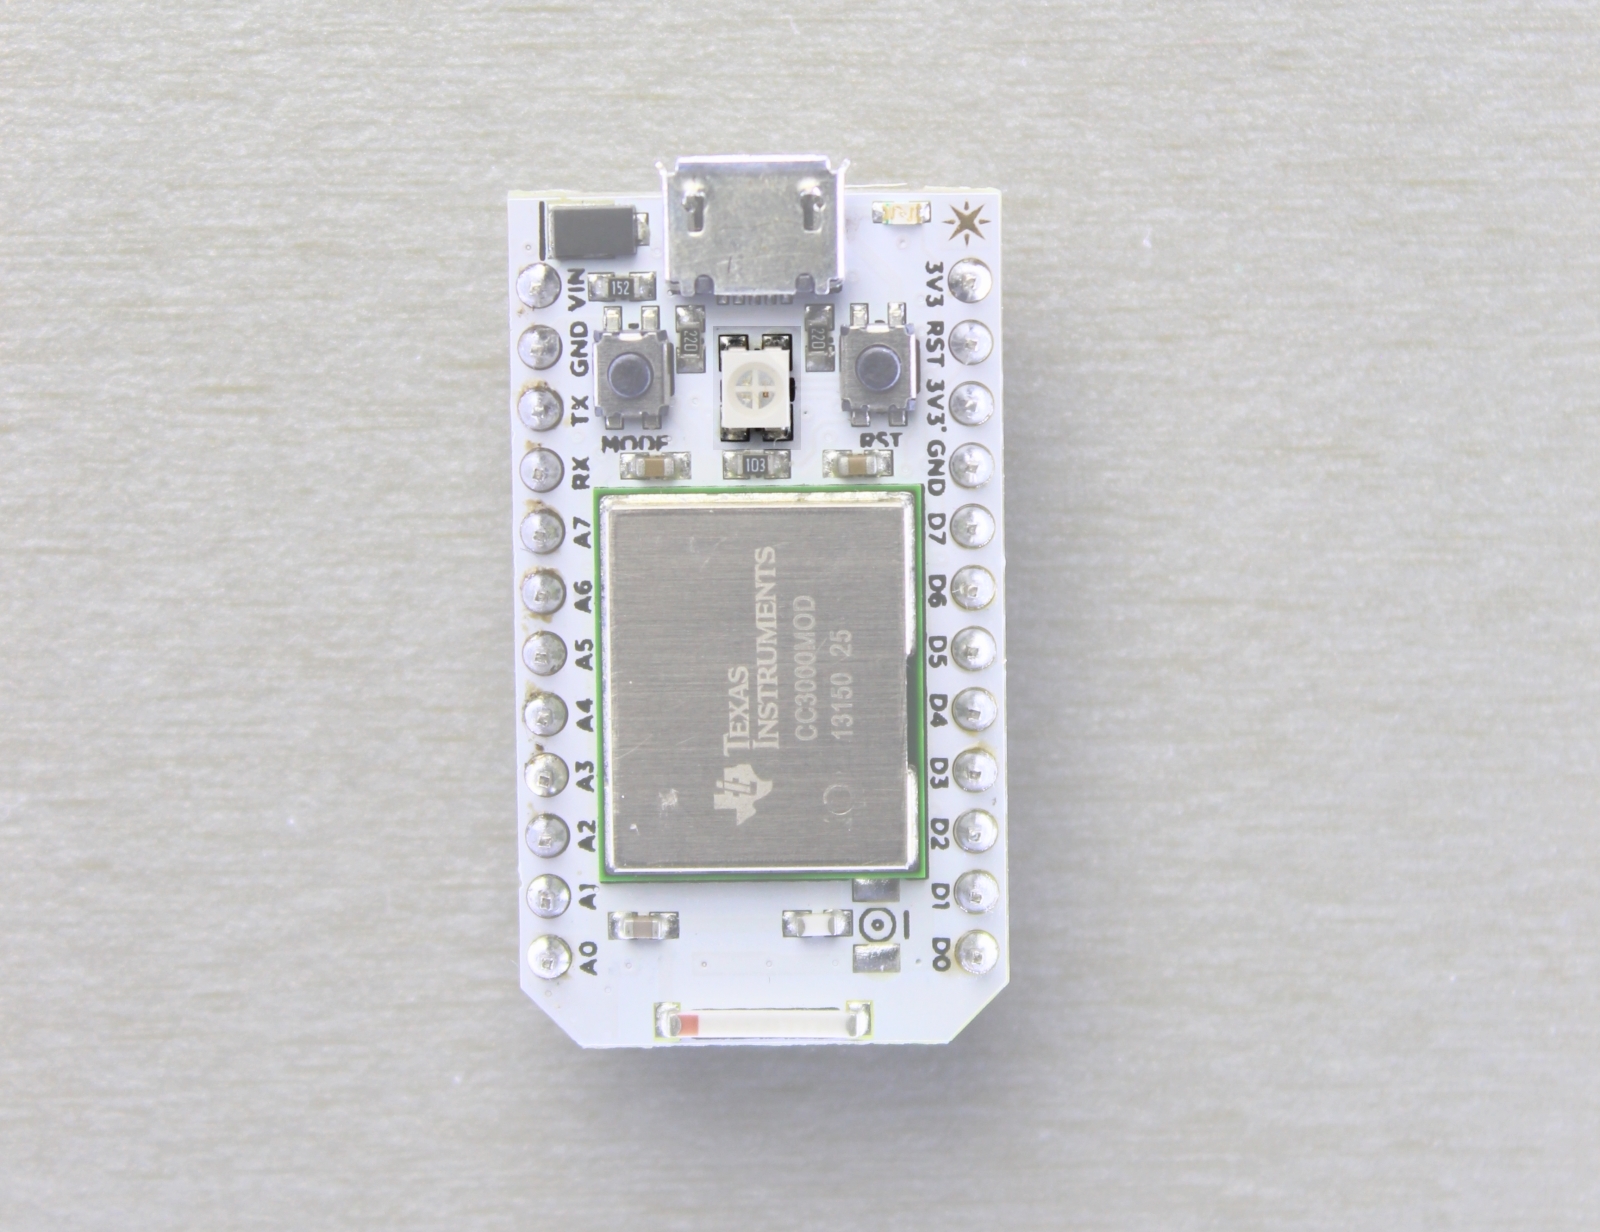 VIN
GND
TX
RX
A7
A6
A5
A4
A3
A2
A1
A0
152
220
220
MODE
RST
103
3V3
RST
3V3*
GND
D7
D6
D5
D4
D3
D2
D1
D0
TEXAS
INSTRUMENTS
CC3000MOD
13150 25